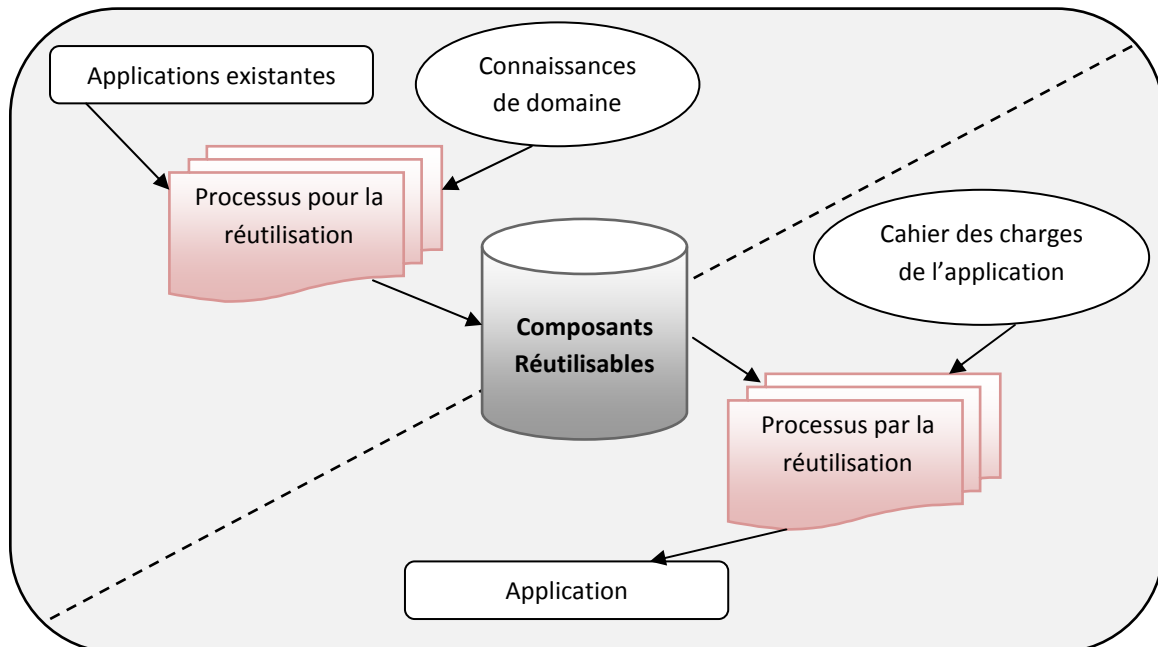 Applications existantes
Connaissances
de domaine
Processus pour la
réutilisation
Cahier des charges
de l’application
Composants
Réutilisables
Processus par la
réutilisation
Application